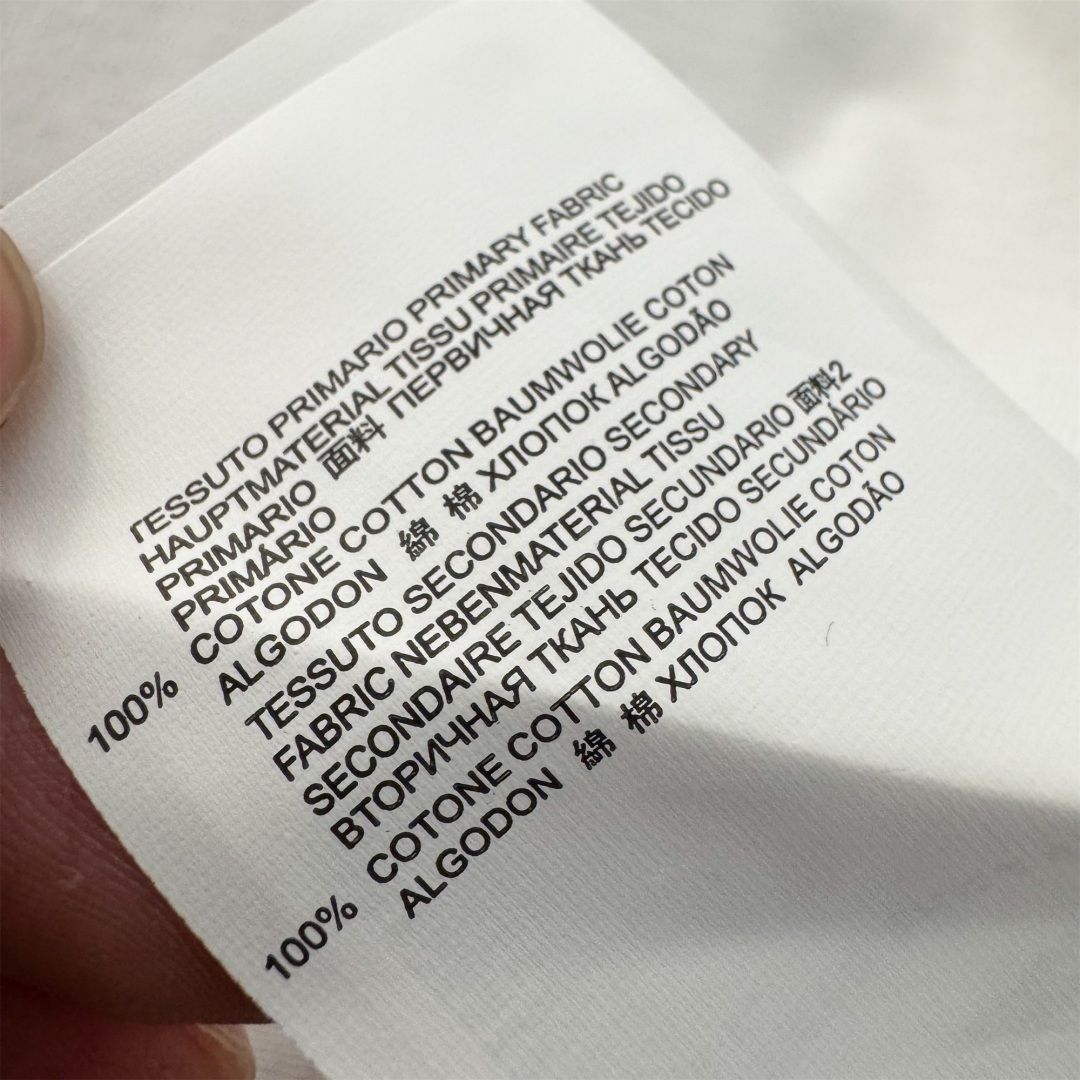 TESSUTO PRIMARIO PRIMARY FABRIC
HAUPTMATERIAL TISSU PRIMAIRE TEJIDO
PRIMARIO 面料 ПЕРВИЧНАЯ ТКАНЬ TECIDO
PRIMÁRIO
100% COTONE COTTON BAUMWOLIE COTON
ALGODON 綿 棉 ХЛОПОК ALGODÃO
TESSUTO SECONDARIO SECONDARY
FABRIC NEBENMATERIAL TISSU
SECONDAIRE TEJIDO SECUNDARIO 面料2
ВТОРИЧНАЯ ТКАНЬ TECIDO SECUNDÁRIO
100% COTONE COTTON BAUMWOLIE COTON
ALGODON 綿 棉 ХЛОПОК ALGODÃO